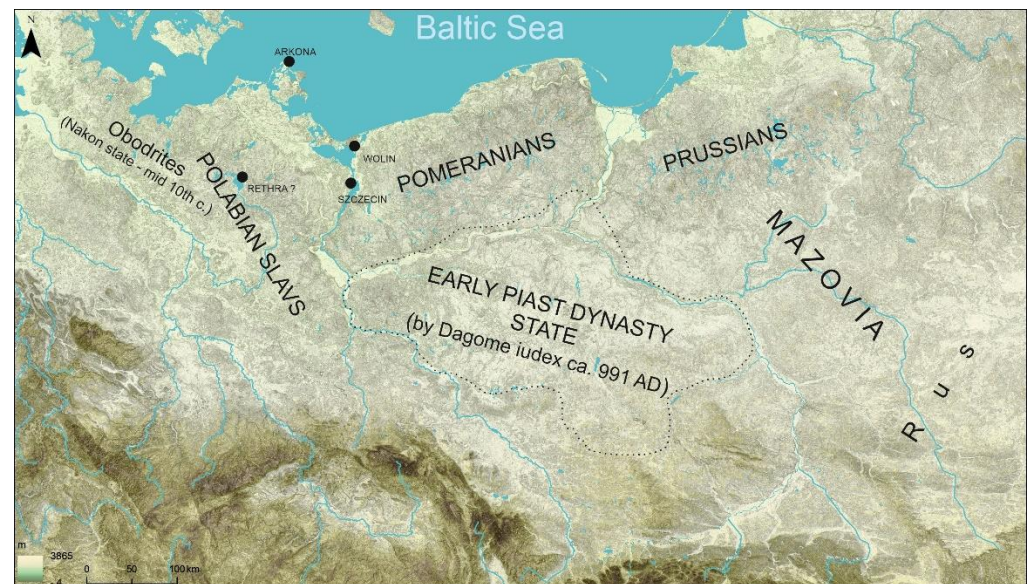 N
Baltic Sea
ARKONA
Obodrites
(Nakon state - mid 10th c.)
POLABIAN SLAVS
RETHRA ?
WOLIN
SZCZECIN
POMERANIANS
PRUSSIANS
MAZOVIA
Rus
EARLY PIAST DYNASTY
STATE
(by Dagome iudex ca. 991 AD)
m
3865
-4
0 50 100 km